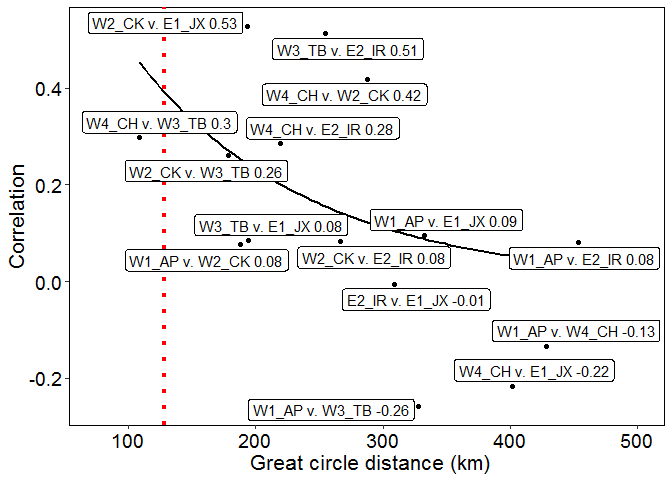 W2_CK v. E1_JX 0.53
W3_TB v. E2_IR 0.51
W4_CH v. W2_CK 0.42
W4_CH v. W3_TB 0.3
W4_CH v. E2_IR 0.28
W2_CK v. W3_TB 0.26
W3_TB v. E1_JX 0.08
W1_AP v. E1_JX 0.09
W1_AP v. W2_CK 0.08
W2_CK v. E2_IR 0.08
W1_AP v. E2_IR 0.08
E2_IR v. E1_JX -0.01
W1_AP v. W4_CH -0.13
W4_CH v. E1_JX -0.22
W1_AP v. W3_TB -0.26
Correlation
0.4
0.2
0.0
-0.2
100 200 300 400 500
Great circle distance (km)